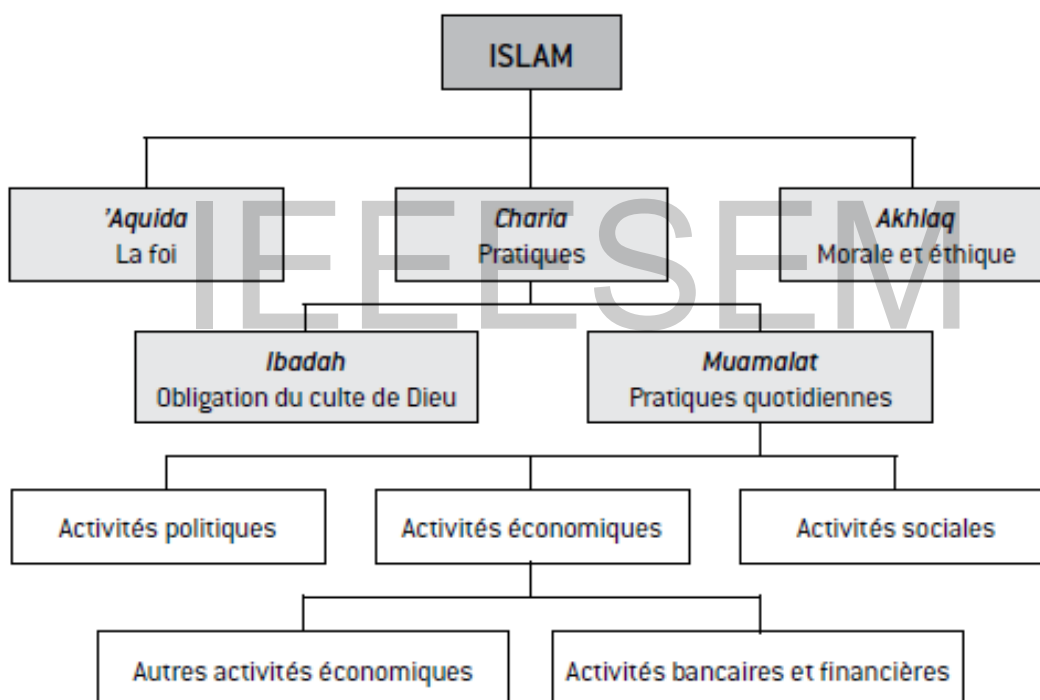 ISLAM
'Aquida
La foi
Charia
Pratiques
Akhlaq
Morale et éthique
IEEESEM
Ibadah
Obligation du culte de Dieu
Muamalat
Pratiques quotidiennes
Activités politiques
Activités économiques
Activités sociales
Autres activités économiques
Activités bancaires et financières